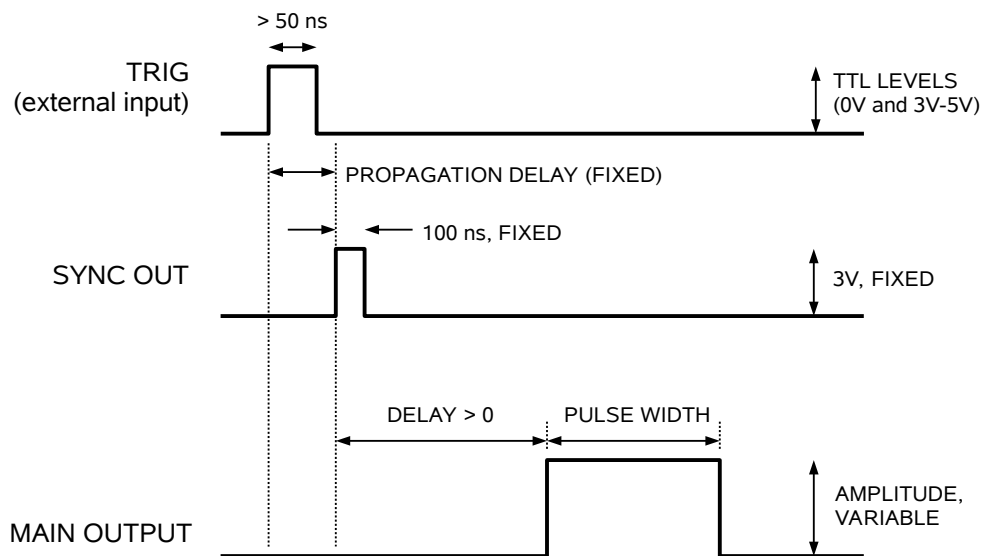 > 50 ns
TRIG
(external input)
TTL LEVELS
(0V and 3V-5V)
PROPAGATION DELAY (FIXED)
100 ns, FIXED
SYNC OUT
3V, FIXED
DELAY > 0
PULSE WIDTH
MAIN OUTPUT
AMPLITUDE,
VARIABLE